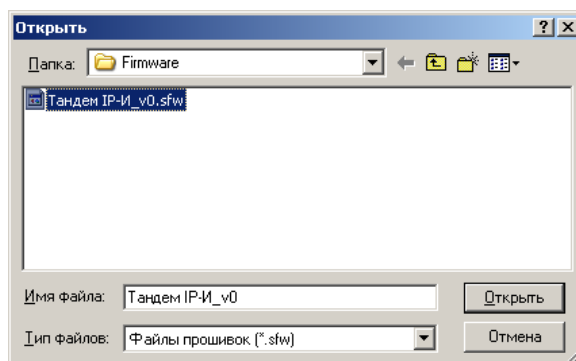 Открыть
Папка: Firmware
Тандем IP-И_v0.sfw
Имя файла: Тандем IP-И_v0 Открыть
Тип файлов: Файлы прошивок (*.sfw) Отмена